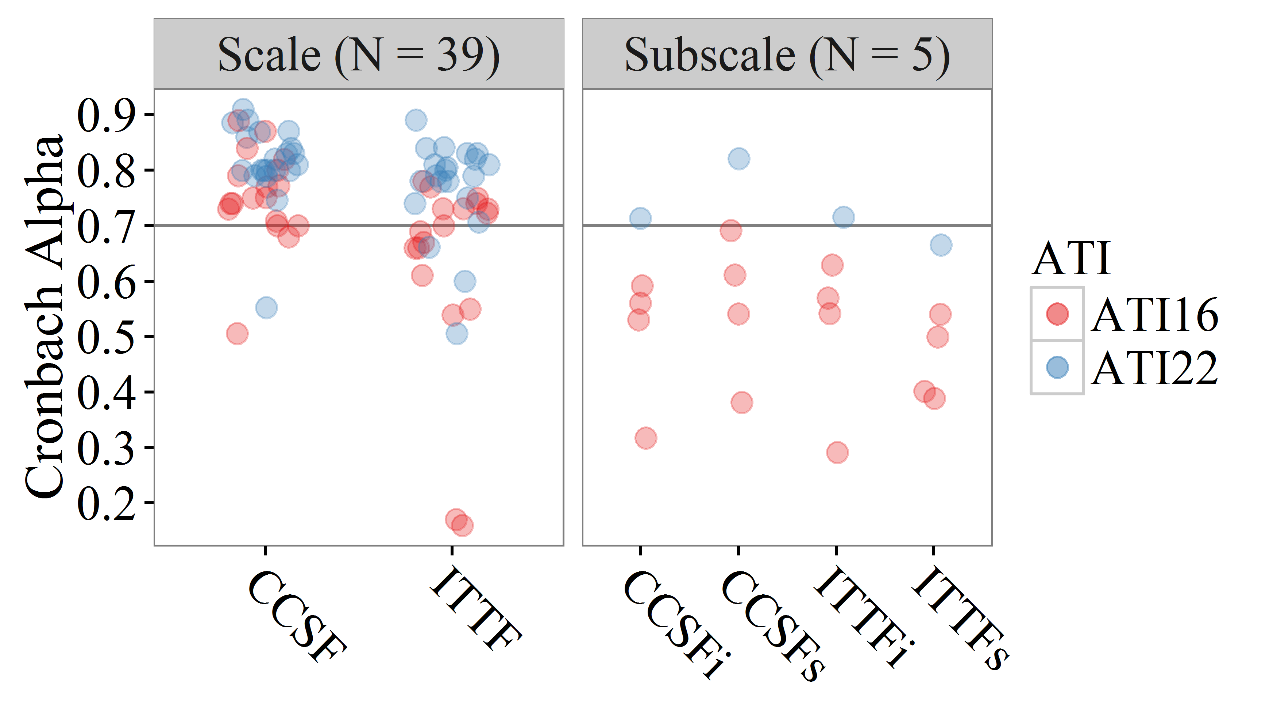 Scale (N = 39)
Subscale (N = 5)
Cronbach Alpha
0.9
0.8
0.7
0.6
0.5
0.4
0.3
0.2
CCSF
ITTF
CCSFi
CCSFs
ITTFi
ITTFs
ATI
ATI16
ATI22